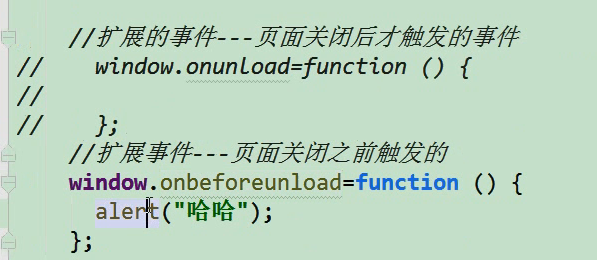 //扩展的事件---页面关闭后才触发的事件
// window.onunload=function () {
//
// };
//扩展事件---页面关闭之前触发的
window.onbeforeunload=function () {
alert("哈哈");
};